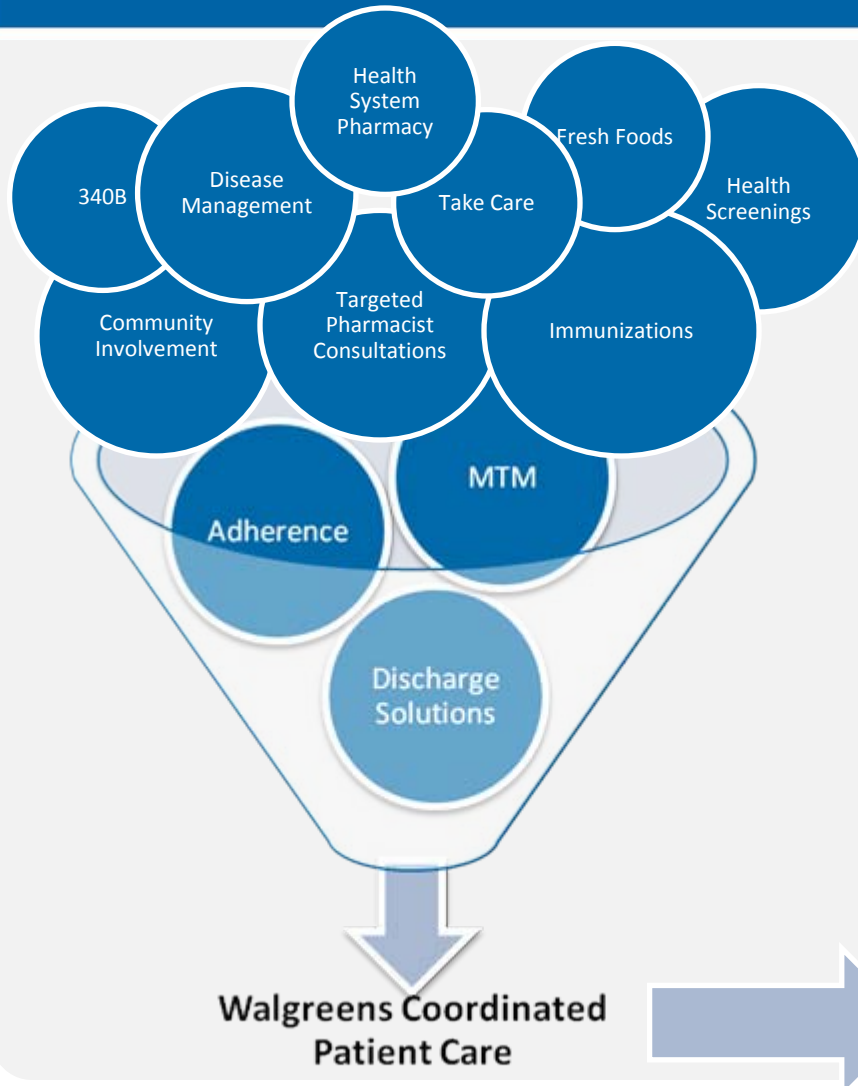 Health
System
Pharmacy
Fresh Foods
340B
Disease
Management
Take Care
Health
Screenings
Community
Involvement
Targeted
Pharmacist
Consultations
Immunizations
MTM
Adherence
Discharge
Solutions
Walgreens Coordinated
Patient Care